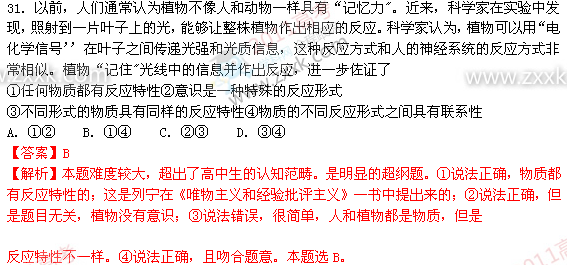 31. 以前，人们通常认为植物不像人和动物一样具有“记忆力”。近来，科学家在实验中发
现，照射到一片叶子上的光，能够让整株植物作出相应的反应。科学家认为，植物可以用“电
化学信号’’在叶子之间传递光强和光质信息，这种反应方式和人的神经系统的反应方式非
常相似。植物“记住”光线中的信息并作出反应，进一步佐证了
①任何物质都有反应特性②意识是一种特殊的反应形式
③不同形式的物质具有同样的反应特性④物质的不同反应形式之间具有联系性
A. ①② B. ①④ C. ②③ D. ③④
【答案】B
【解析】本题难度较大，超出了高中生的认知范畴。是明显的超纲题。①说法正确，物质都
有反应特性的；这是列宁在《唯物主义和经验批评主义》一书中提出来的；②说法正确，但
是题目无关，植物没有意识；③说法错误，很简单，人和植物都是物质，但是
反应特性不一样。④说法正确，且吻合题意。本题选 B。